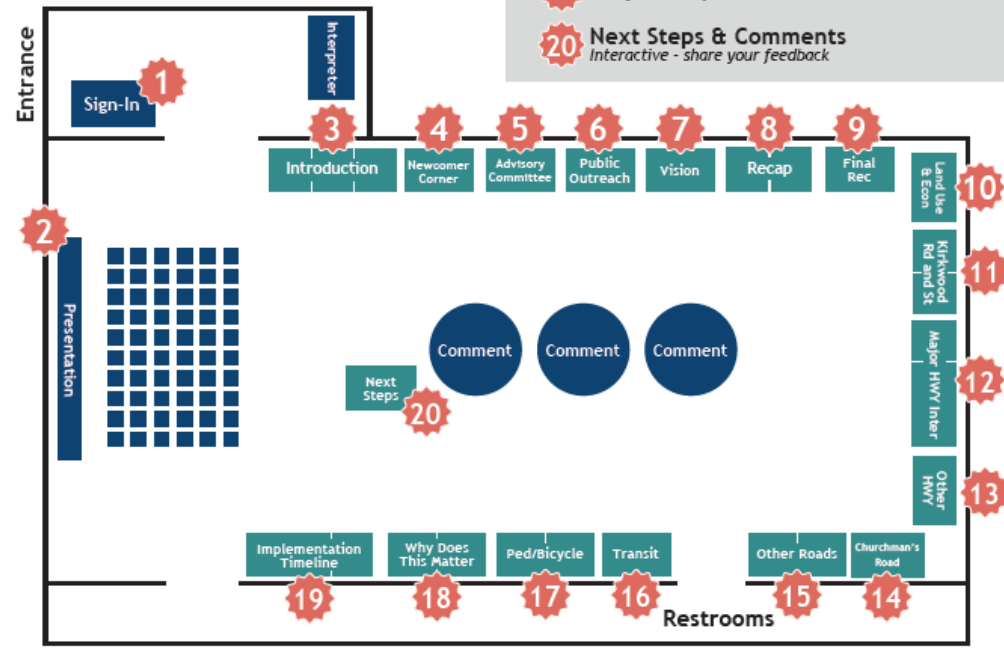 20
Next Steps & Comments
Interactive - share your feedback
Entrance
Sign-In
1
Interpreter
3
Introduction
4
Newcomer
Corner
5
Advisory
Committee
6
Public
Outreach
7
Vision
8
Recap
9
Final
Rec
10
Land Use
& Econ
11
Kirkwood
Rd and St
12
Major HWY Inter
13
Other
HWY
2
Presentation
Comment
Comment
Comment
Next
Steps
20
Implementation
Timeline
19
Why Does
This Matter
18
Ped/Bicycle
17
Transit
16
Other Roads
15
Churchman's
Road
14
Restrooms